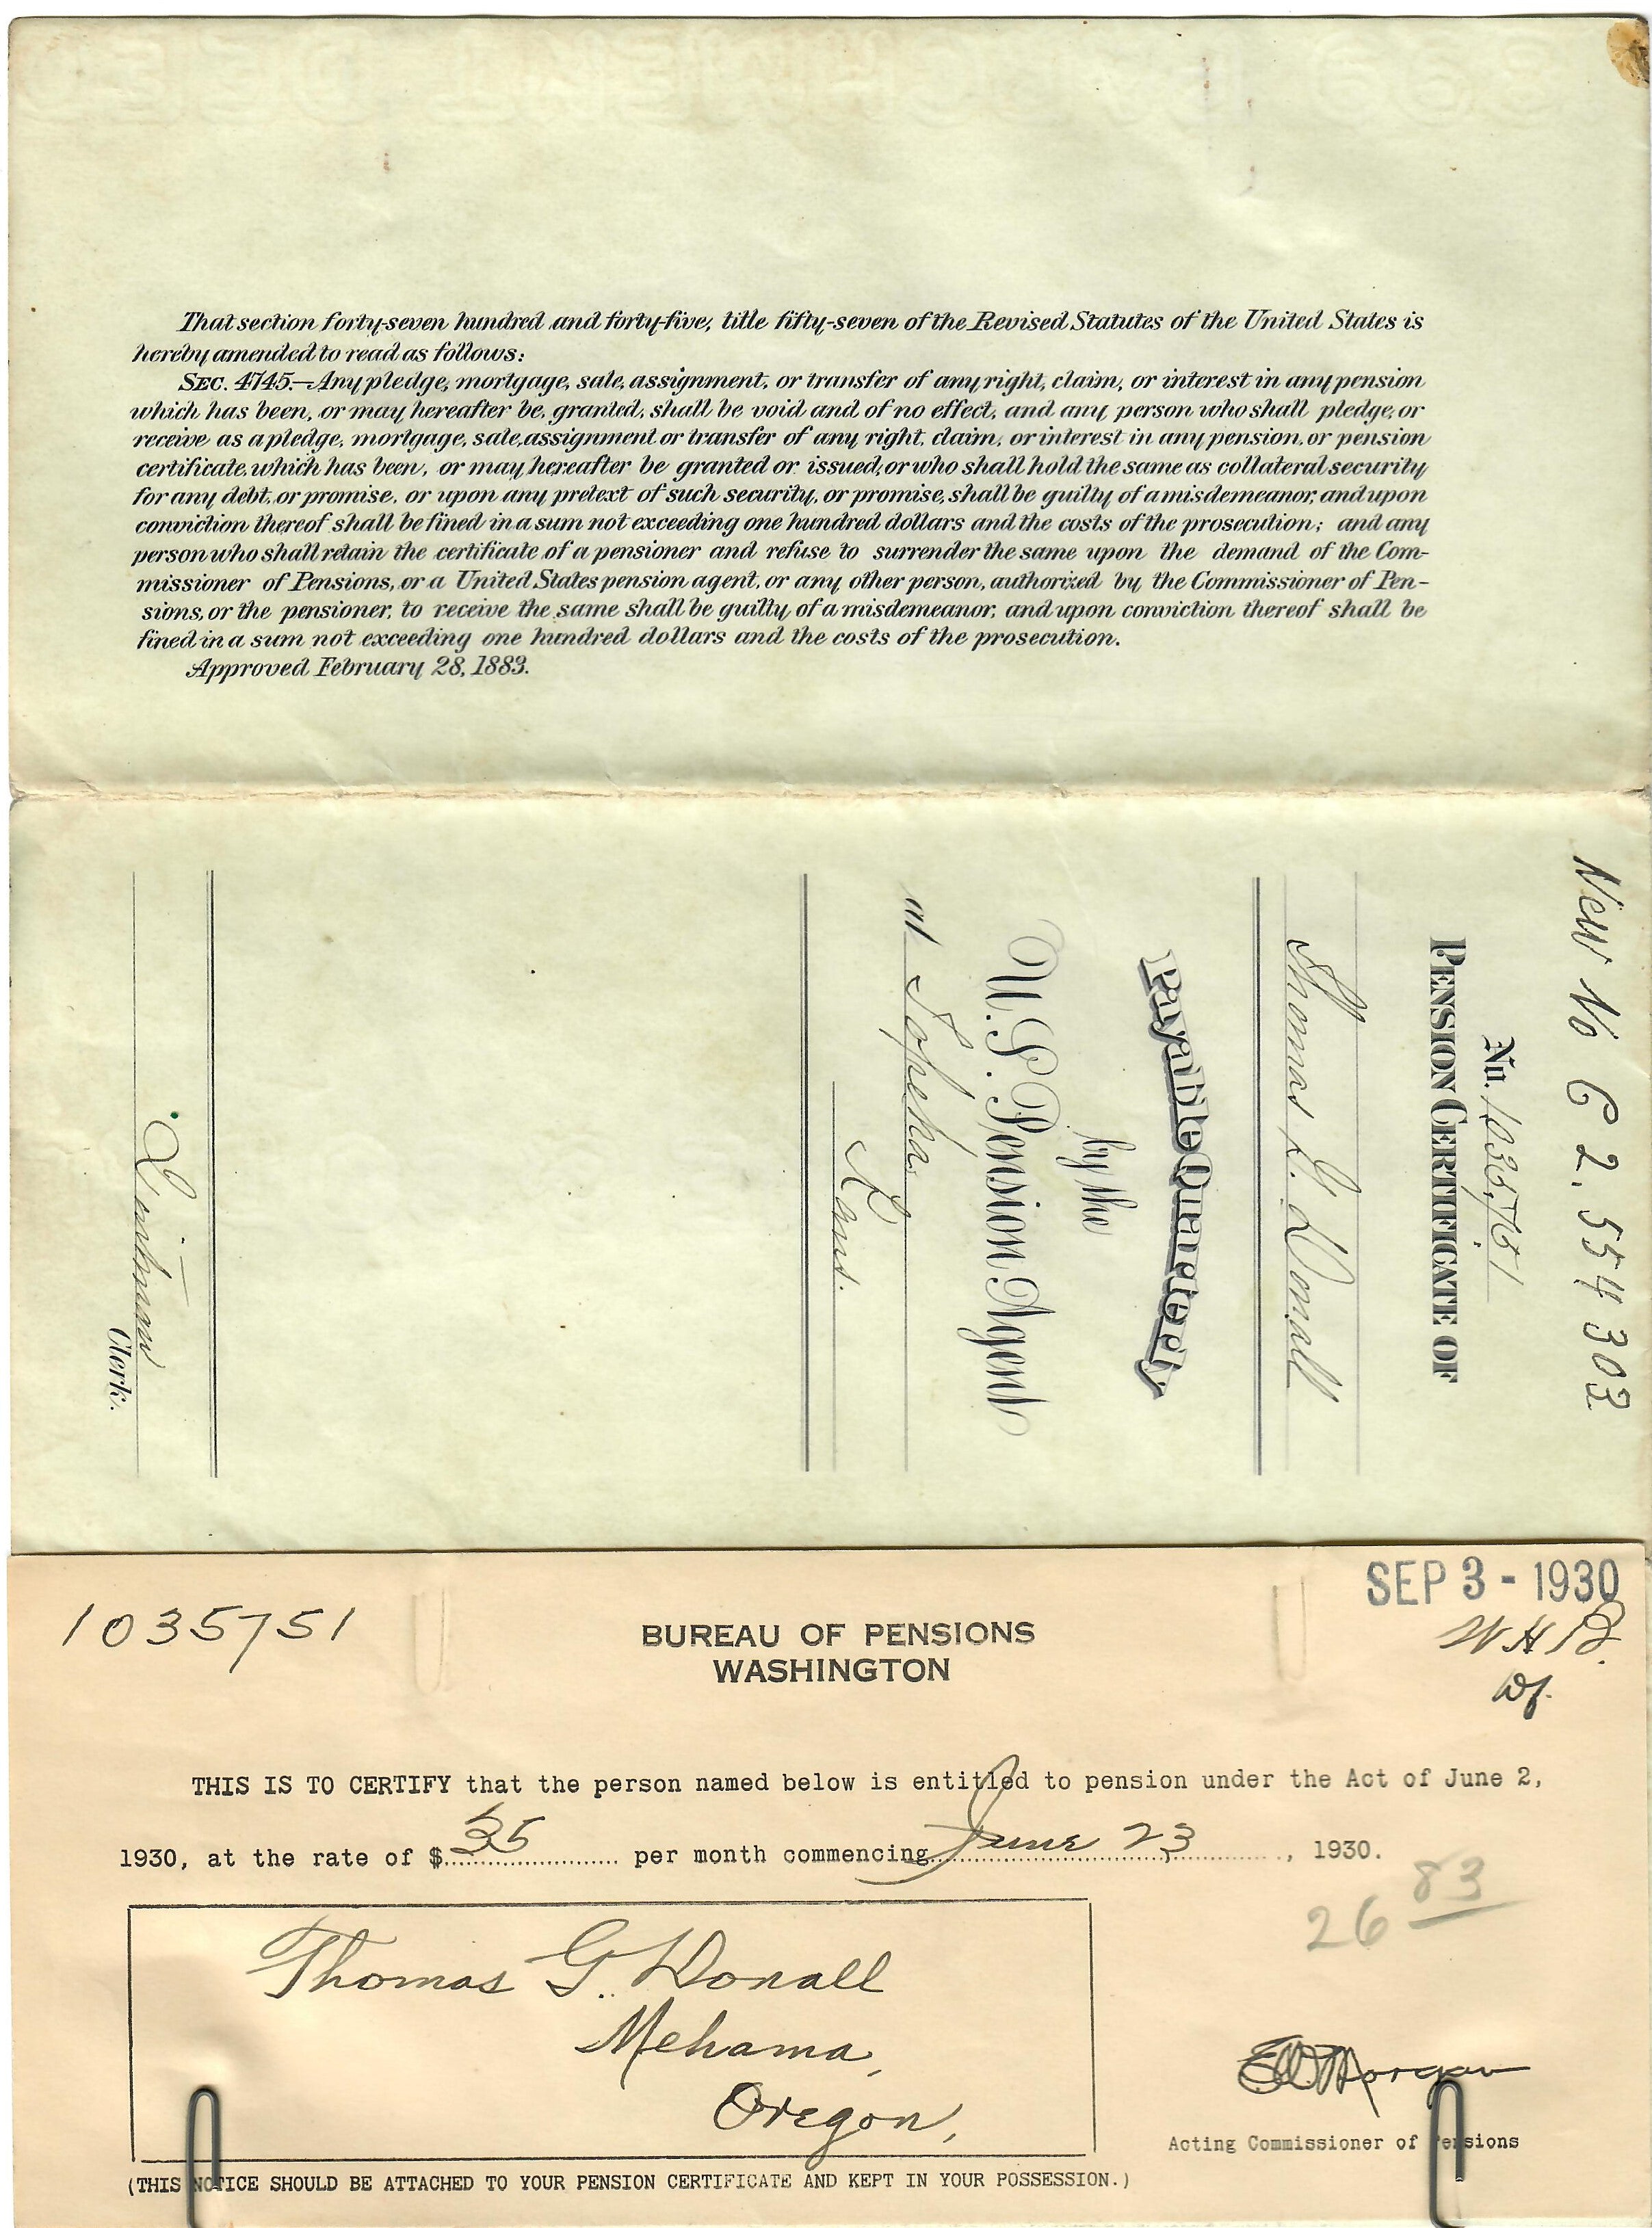 That section forty-seven hundred and forty-five, title fifty-seven of the Revised Statutes of the United States is
hereby amended to read as follows:
SEC. 4745.—Any pledge, mortgage, sale, assignment, or transfer of any right, claim, or interest in any pension
which has been, or may hereafter be, granted, shall be void and of no effect, and any person who shall pledge, or
receive as a pledge, mortgage, sale, assignment or transfer of any right, claim, or interest in any pension, or pension
certificate, which has been, or may, hereafter be granted or issued, or who shall hold the same as collateral security
for any debt, or promise, or upon any pretext of such security, or promise, shall be guilty of a misdemeanor, and upon
conviction thereof shall be fined in a sum not exceeding one hundred dollars and the costs of the prosecution; and any
person who shall retain the certificate of a pensioner and refuse to surrender the same upon the demand of the Com-
missioner of Pensions, or a United States pension agent, or any other person, authorized by the Commissioner of Pen-
sions, or the pensioner, to receive the same shall be guilty of a misdemeanor, and upon conviction thereof shall be
fined in a sum not exceeding one hundred dollars and the costs of the prosecution.
Approved February 28, 1883.
New No C 2.554303
No. 1035751
PENSION CERTIFICATE OF
Thomas G. Donall
Payable Quarterly
by the
U.S. Pension Agent
at Topeka
Kans.
Clerk.
SEP 3 - 1930
1035751
W H B.
BUREAU OF PENSIONS
WASHINGTON
THIS IS TO CERTIFY that the person named below is entitled to pension under the Act of June 2,
1930, at the rate of $ 35 per month commencing June 23, 1930.
26 83
Thomas G. Donall
Mehama,
Oregon,
E W Morgan
Acting Commissioner of Pensions
(THIS NOTICE SHOULD BE ATTACHED TO YOUR PENSION CERTIFICATE AND KEPT IN YOUR POSSESSION.)